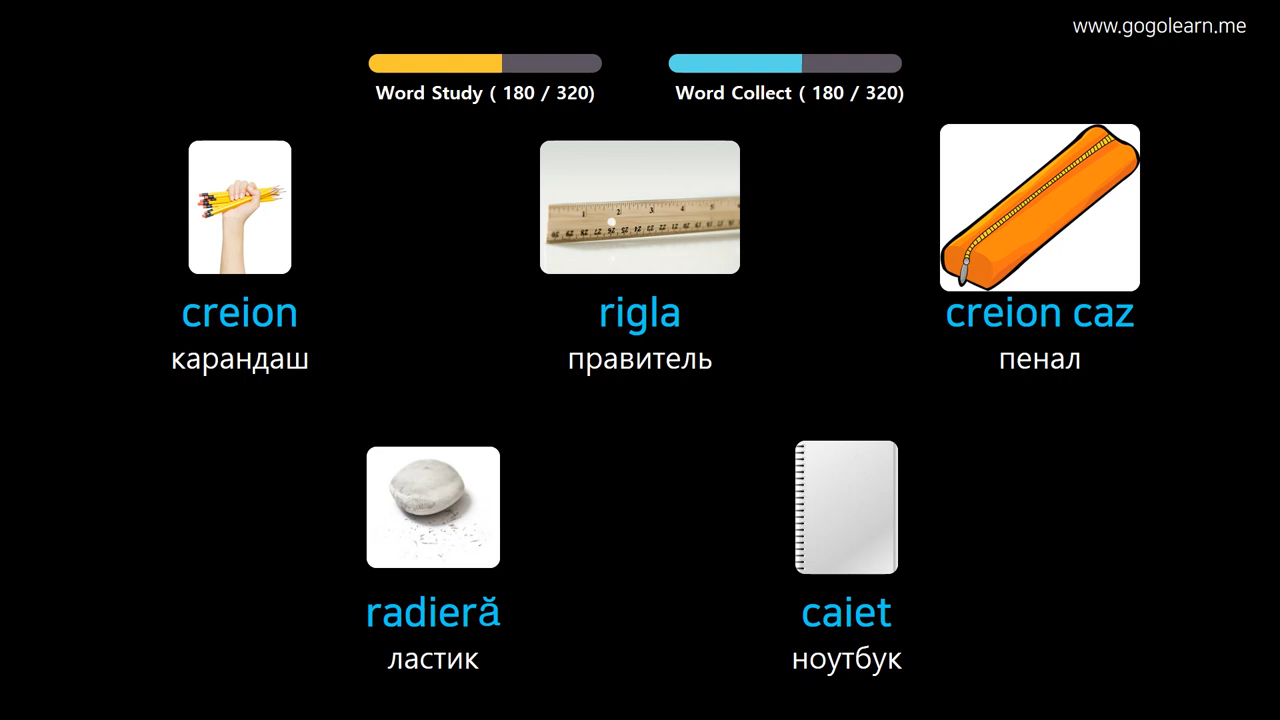 www.gogolearn.me
Word Study ( 180 / 320)
Word Collect ( 180 / 320)
creion
карандаш
rigla
правитель
creion caz
пенал
radieră
ластик
caiet
ноутбук